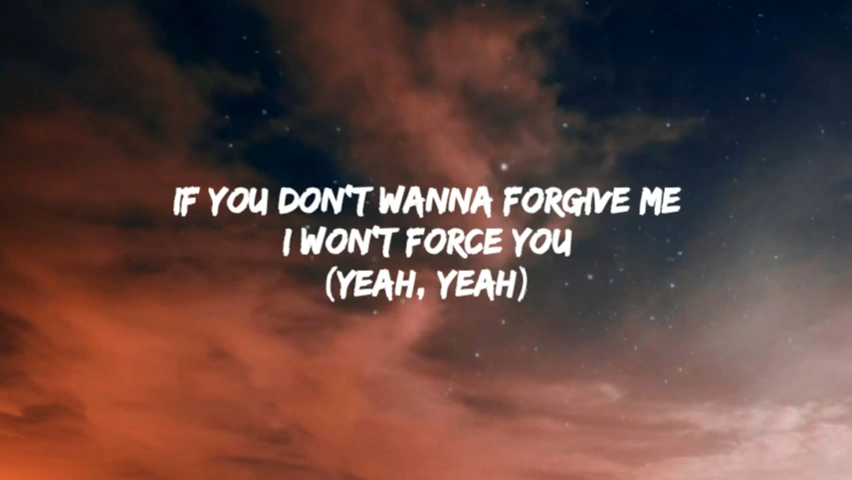 IF YOU DON'T WANNA FORGIVE ME
I WON'T FORCE YOU
(YEAH, YEAH)